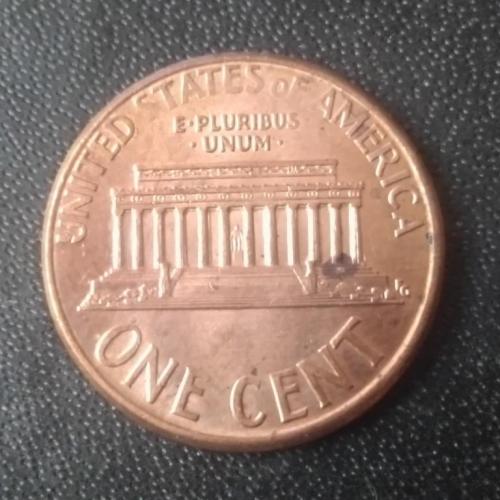 UNITED STATES OF AMERICA
E·PLURIBUS
·UNUM·
ONE CENT